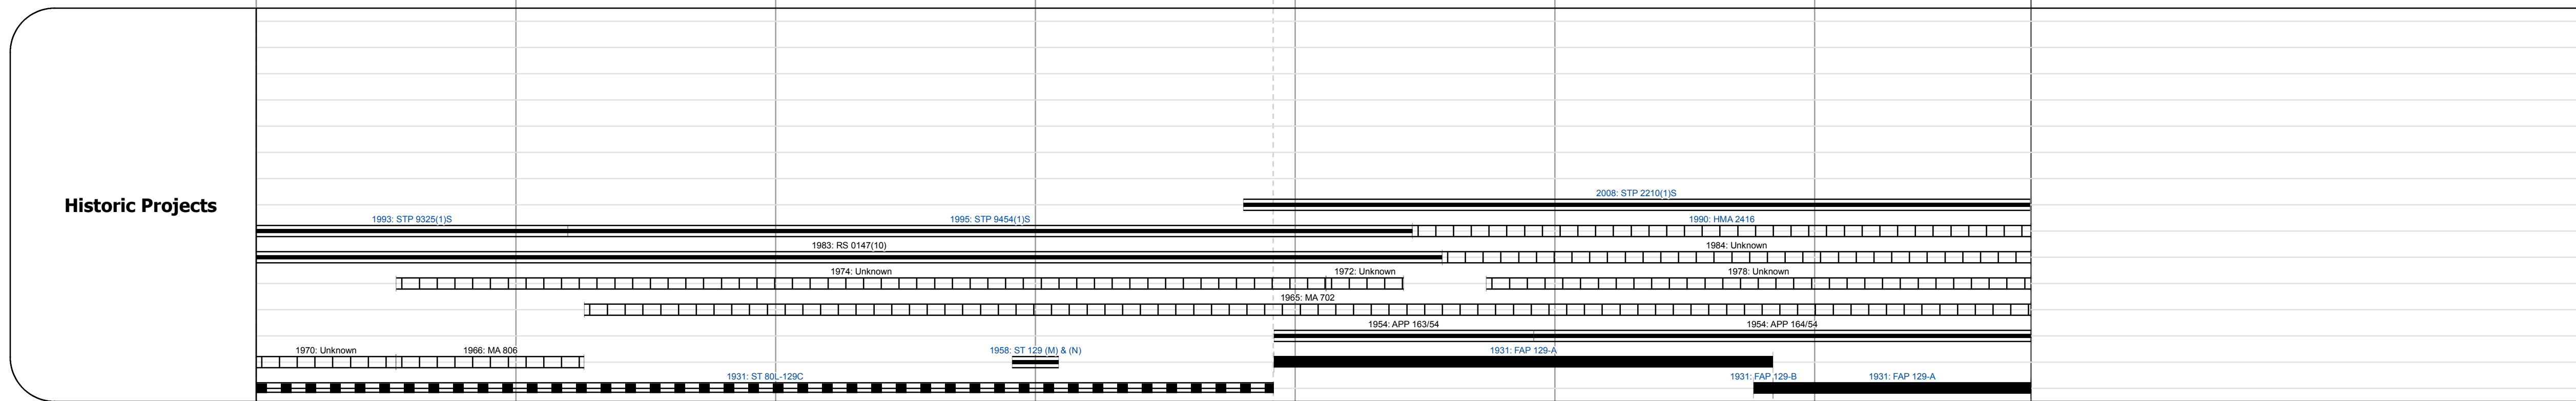 Historic Projects
2008: STP 2210(1)S
1993: STP 9325(1)S
1995: STP 9454(1)S
1990: HMA 2416
1983: RS 0147(10)
1984: Unknown
1974: Unknown
1972: Unknown
1978: Unknown
1965: MA 702
1954: APP 163/54
1954: APP 164/54
1970: Unknown
1966: MA 806
1958: ST 129 (M) & (N)
1931: FAP 129-A
1931: ST 80L-129C
1931: FAP 129-B
1931: FAP 129-A